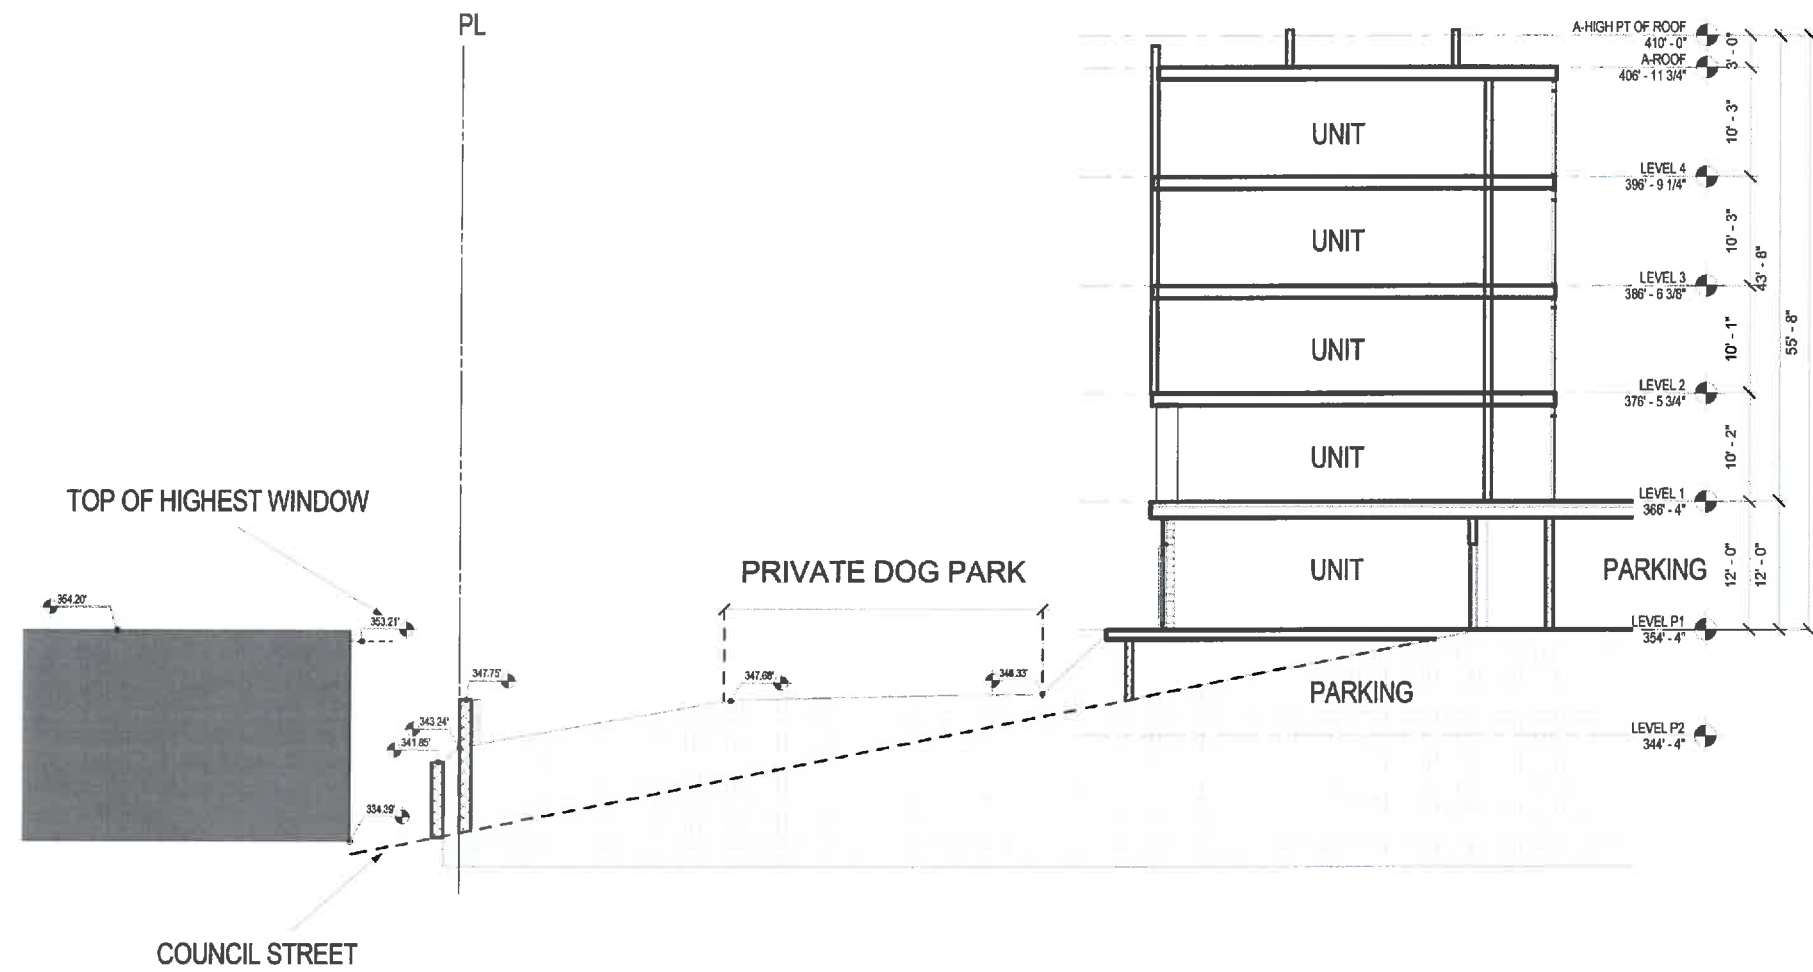 PL
A-HIGH PT OF ROOF
410' - 0"
A-ROOF
406' - 11 3/4"
3' - 0"
UNIT
10' - 3"
LEVEL 4
396' - 9 1/4"
UNIT
10' - 3"
LEVEL 3
386' - 6 3/8"
43' - 8"
UNIT
10' - 1"
55' - 8"
LEVEL 2
376' - 5 3/4"
UNIT
10' - 2"
LEVEL 1
366' - 4"
TOP OF HIGHEST WINDOW
PRIVATE DOG PARK
UNIT
PARKING
12' - 0"
12' - 0"
354.20'
353.21'
LEVEL P1
354' - 4"
347.75'
347.68'
348.33'
PARKING
343.24'
341.85'
LEVEL P2
344' - 4"
334.29'
COUNCIL STREET